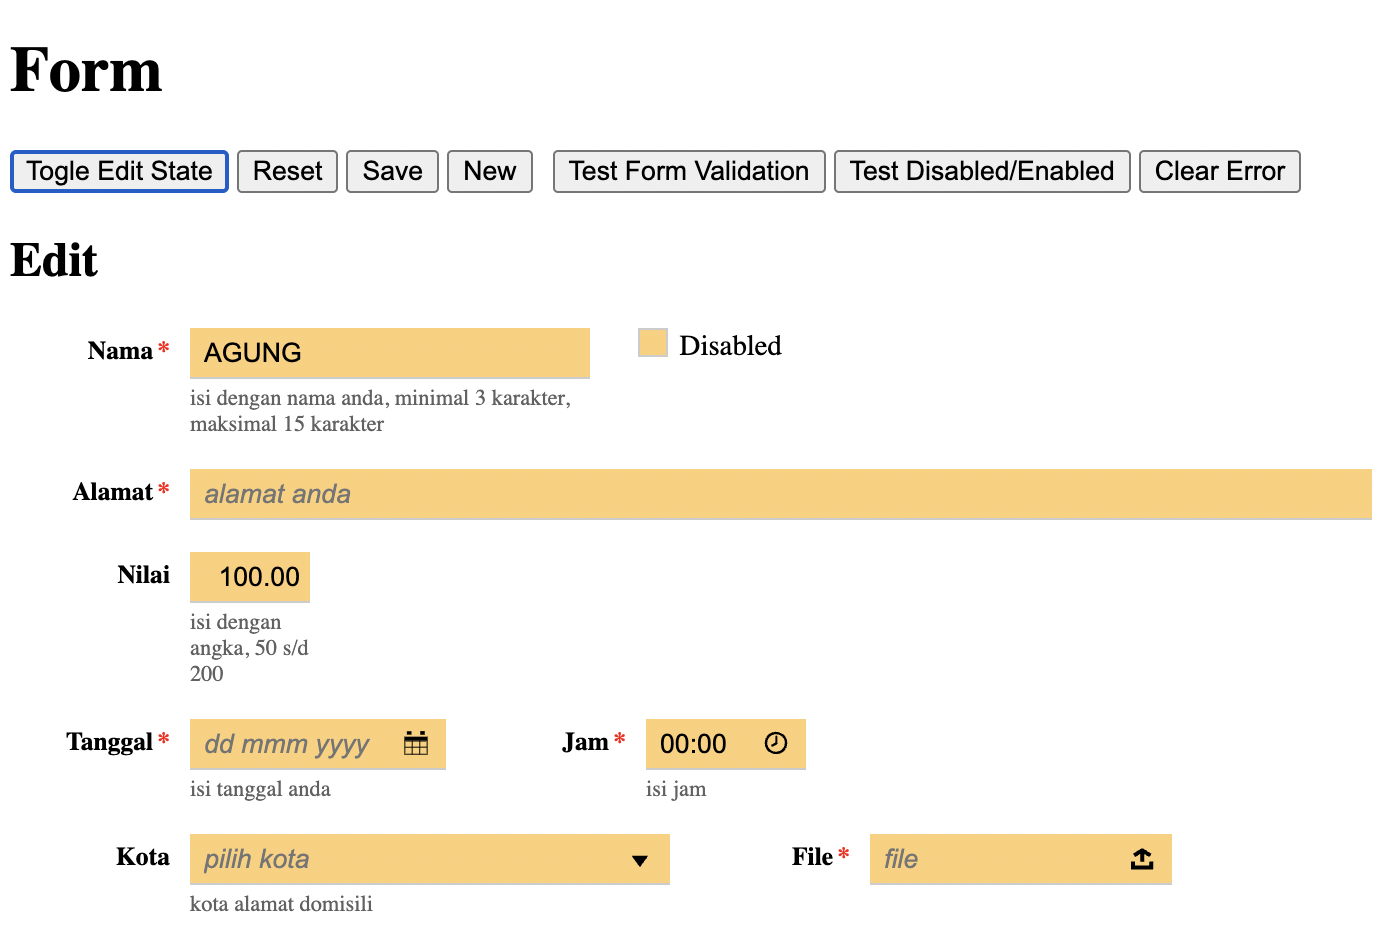 Form
Togle Edit State Reset Save New Test Form Validation Test Disabled/Enabled Clear Error
Edit
Nama * AGUNG Disabled
isi dengan nama anda, minimal 3 karakter,
maksimal 15 karakter
Alamat * alamat anda
Nilai 100.00
isi dengan
angka, 50 s/d
200
Tanggal * dd mmm yyyy Jam * 00:00
isi tanggal anda isi jam
Kota pilih kota File * file
kota alamat domisili